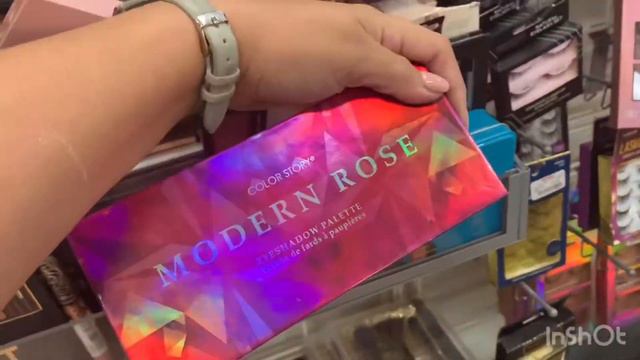 COLOR STORY®
MODERN ROSE
EYESHADOW PALETTE
de fards à paupières
InShOt